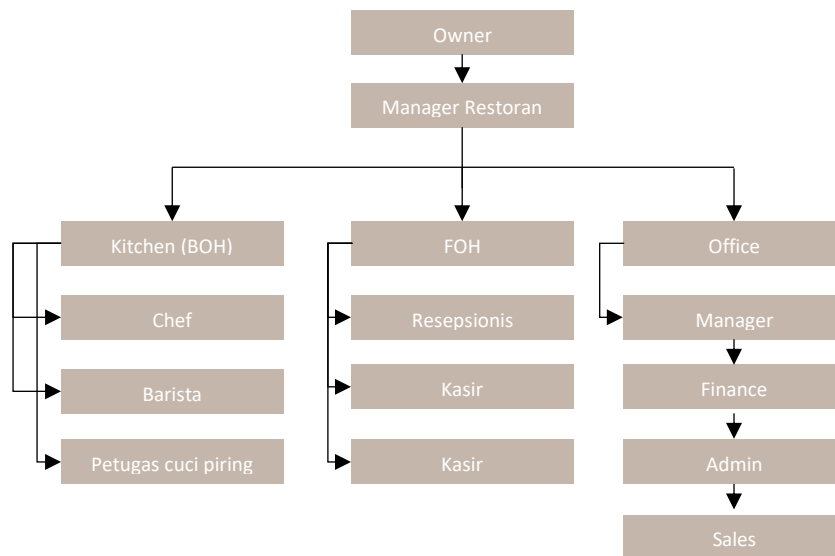 Owner
Manager Restoran
Kitchen (BOH)
FOH
Office
Chef
Resepsionis
Manager
Barista
Kasir
Finance
Petugas cuci piring
Kasir
Admin
Sales